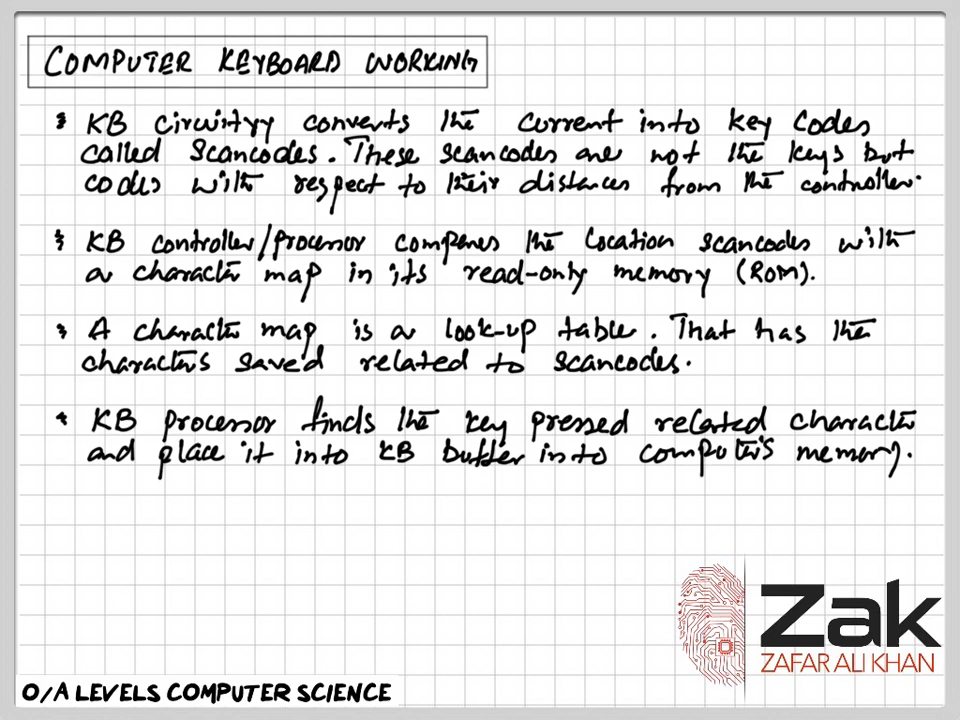 COMPUTER KEYBOARD WORKING
* KB circuitry converts the current into key codes
called scancodes. These scancodes are not the keys but
codes with respect to their distances from the controller.
* KB controller/processor compares the location scancodes with
a character map in its read-only memory (ROM).
* A character map is a look-up table. That has the
characters saved related to scancodes.
* KB processor finds the key pressed related character
and place it into KB buffer into computer's memory.
Zak
ZAFAR ALI KHAN
O/A LEVELS COMPUTER SCIENCE